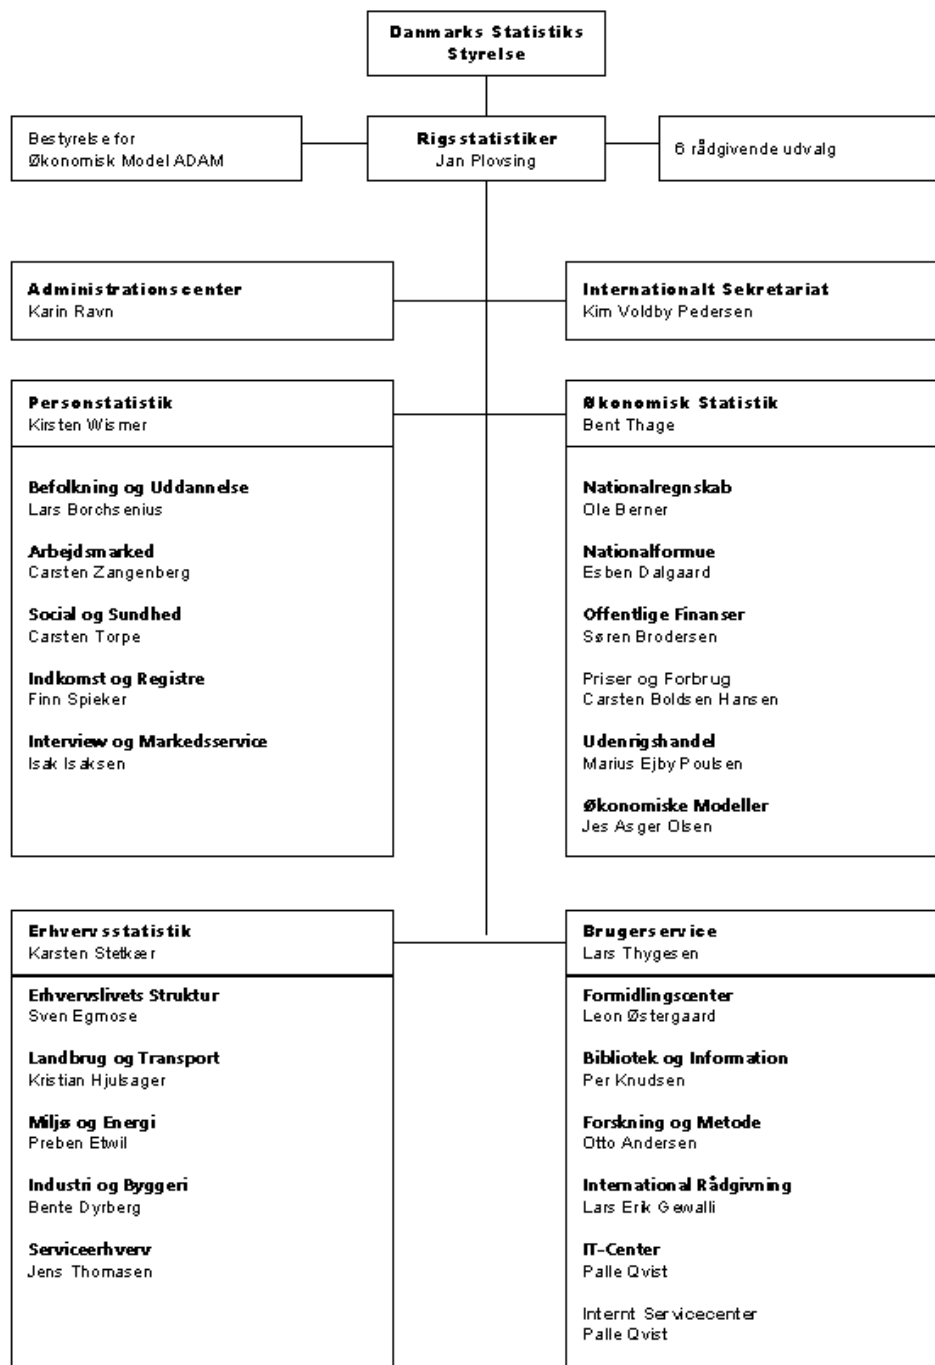 Danmarks Statistiks
Styrelse
Bestyrelse for
Økonomisk Model ADAM
Rigsstatistiker
Jan Plovsing
6 rådgivende udvalg
Administrationscenter
Karin Ravn
Internationalt Sekretariat
Kim Voldby Pedersen
Personstatistik
Kirsten Wismer
Befolkning og Uddannelse
Lars Borchsenius
Arbejdsmarked
Carsten Zangenberg
Social og Sundhed
Carsten Torpe
Indkomst og Registre
Finn Spieker
Interview og Markedsservice
Isak Isaksen
Økonomisk Statistik
Bent Thage
Nationalregnskab
Ole Berner
Nationalformue
Esben Dalgaard
Offentlige Finanser
Søren Brodersen
Priser og Forbrug
Carsten Boldsen Hansen
Udenrigshandel
Marius Ejby Poulsen
Økonomiske Modeller
Jes Asger Olsen
Erhvervsstatistik
Karsten Stetkær
Erhvervslivets Struktur
Sven Egmose
Landbrug og Transport
Kristian Hjulsager
Miljø og Energi
Preben Etwil
Industri og Byggeri
Bente Dyrberg
Serviceerhverv
Jens Thomasen
Brugerservice
Lars Thygesen
Formidlingscenter
Leon Østergaard
Bibliotek og Information
Per Knudsen
Forskning og Metode
Otto Andersen
International Rådgivning
Lars Erik Gewalli
IT-Center
Palle Qvist
Internt Servicecenter
Palle Qvist